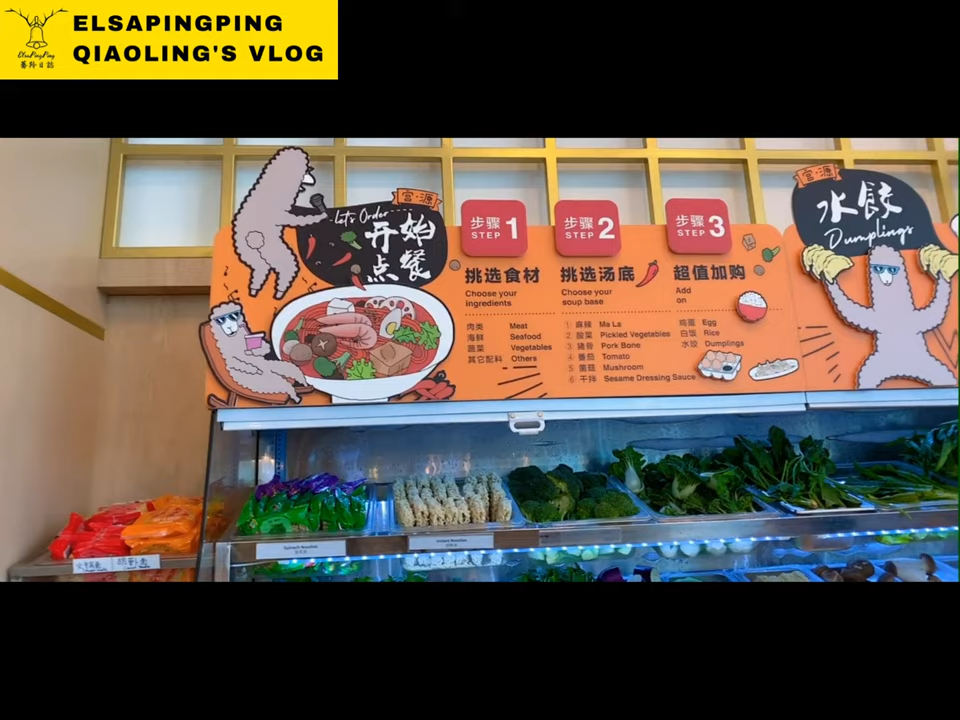 ELSAPINGPING
QIAOLING'S VLOG
ElsaPingPing
宫·源
Let's Order
开始
点餐
步骤 1
STEP
挑选食材
Choose your
ingredients
肉类 Meat
海鲜 Seafood
蔬菜 Vegetables
其它配料 Others
步骤 2
STEP
挑选汤底
Choose your
soup base
1 麻辣 Ma La
2 酸菜 Pickled Vegetables
3 猪骨 Pork Bone
4 番茄 Tomato
5 菌菇 Mushroom
6 干拌 Sesame Dressing Sauce
步骤 3
STEP
超值加购
Add
on
鸡蛋 Egg
白饭 Rice
水饺 Dumplings
宫·源
水餃
Dumplings
Spinach Noodles
Instant Noodles